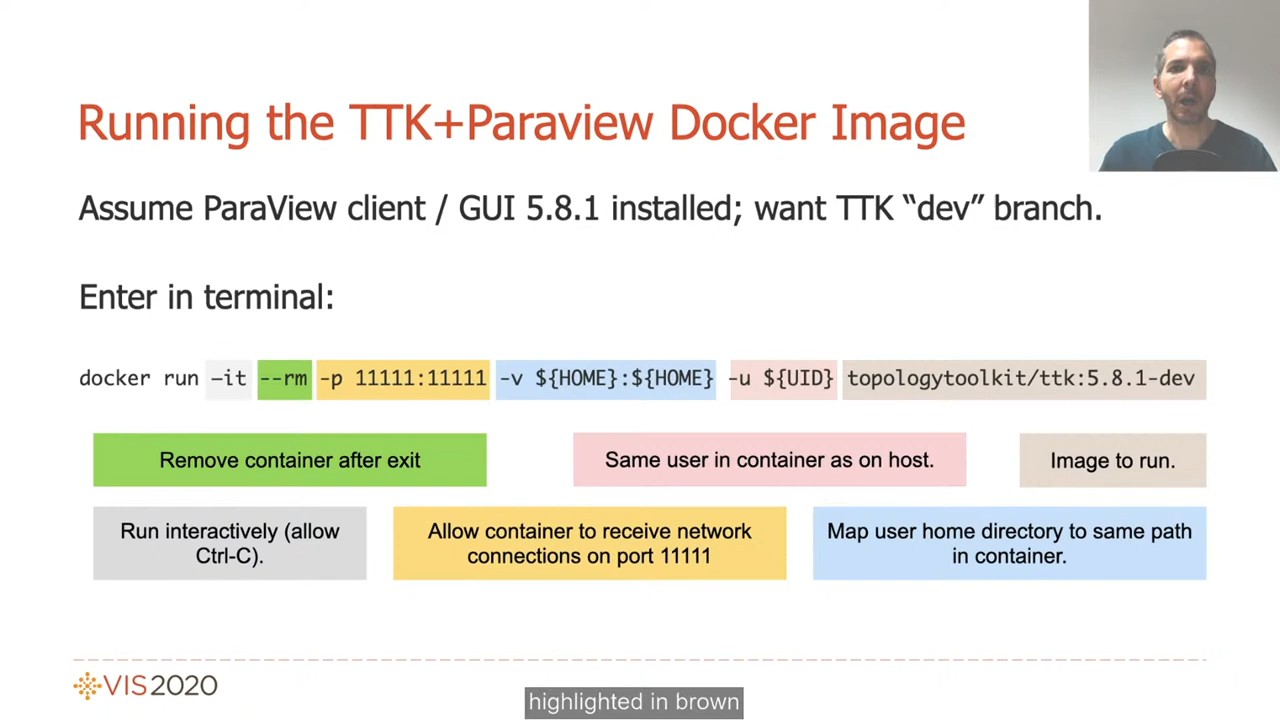 Running the TTK+Paraview Docker Image
Assume ParaView client / GUI 5.8.1 installed; want TTK “dev” branch.
Enter in terminal:
docker run –it --rm -p 11111:11111 -v ${HOME}:${HOME} -u ${UID} topologytoolkit/ttk:5.8.1-dev
Remove container after exit
Same user in container as on host.
Image to run.
Run interactively (allow
Ctrl-C).
Allow container to receive network
connections on port 11111
Map user home directory to same path
in container.
VIS2020
highlighted in brown